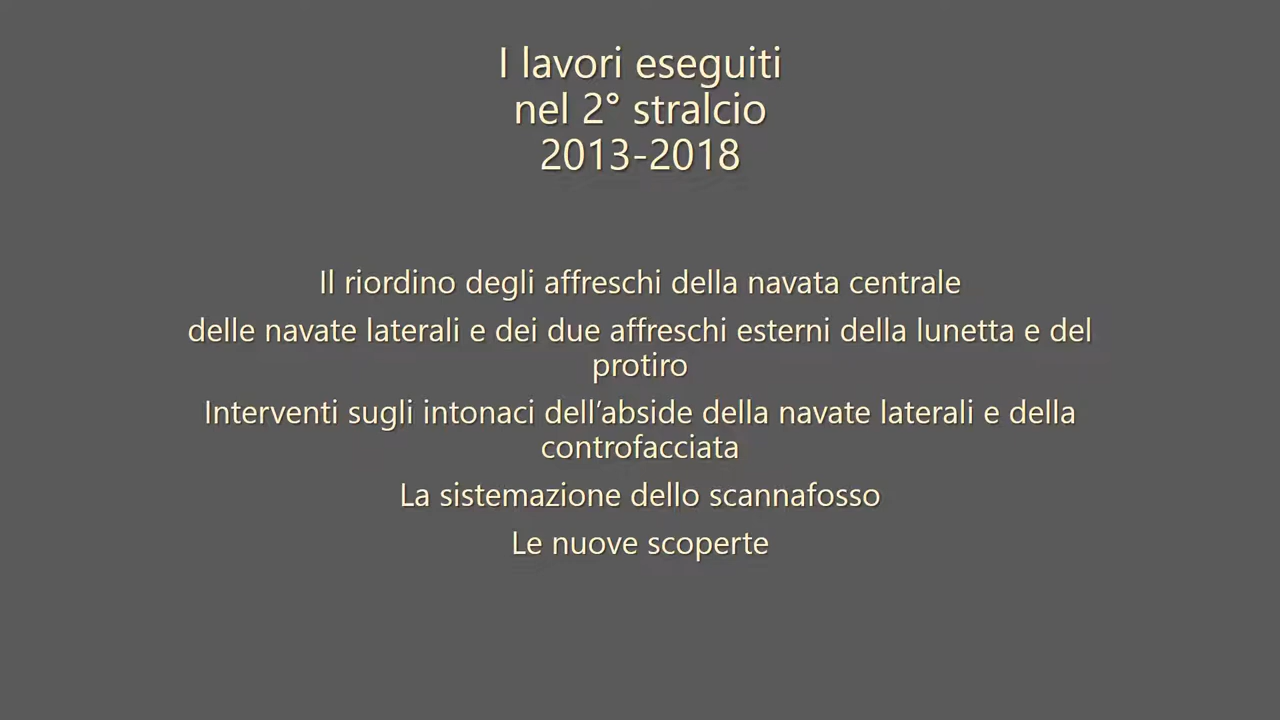 I lavori eseguiti
nel 2° stralcio
2013-2018
Il riordino degli affreschi della navata centrale
delle navate laterali e dei due affreschi esterni della lunetta e del
protiro
Interventi sugli intonaci dell’abside della navate laterali e della
controfacciata
La sistemazione dello scannafosso
Le nuove scoperte